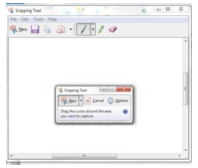 Snipping Tool
File Edit Tools Help
New
Snipping Tool
New Cancel Options
Drag the cursor around the area
you want to capture.